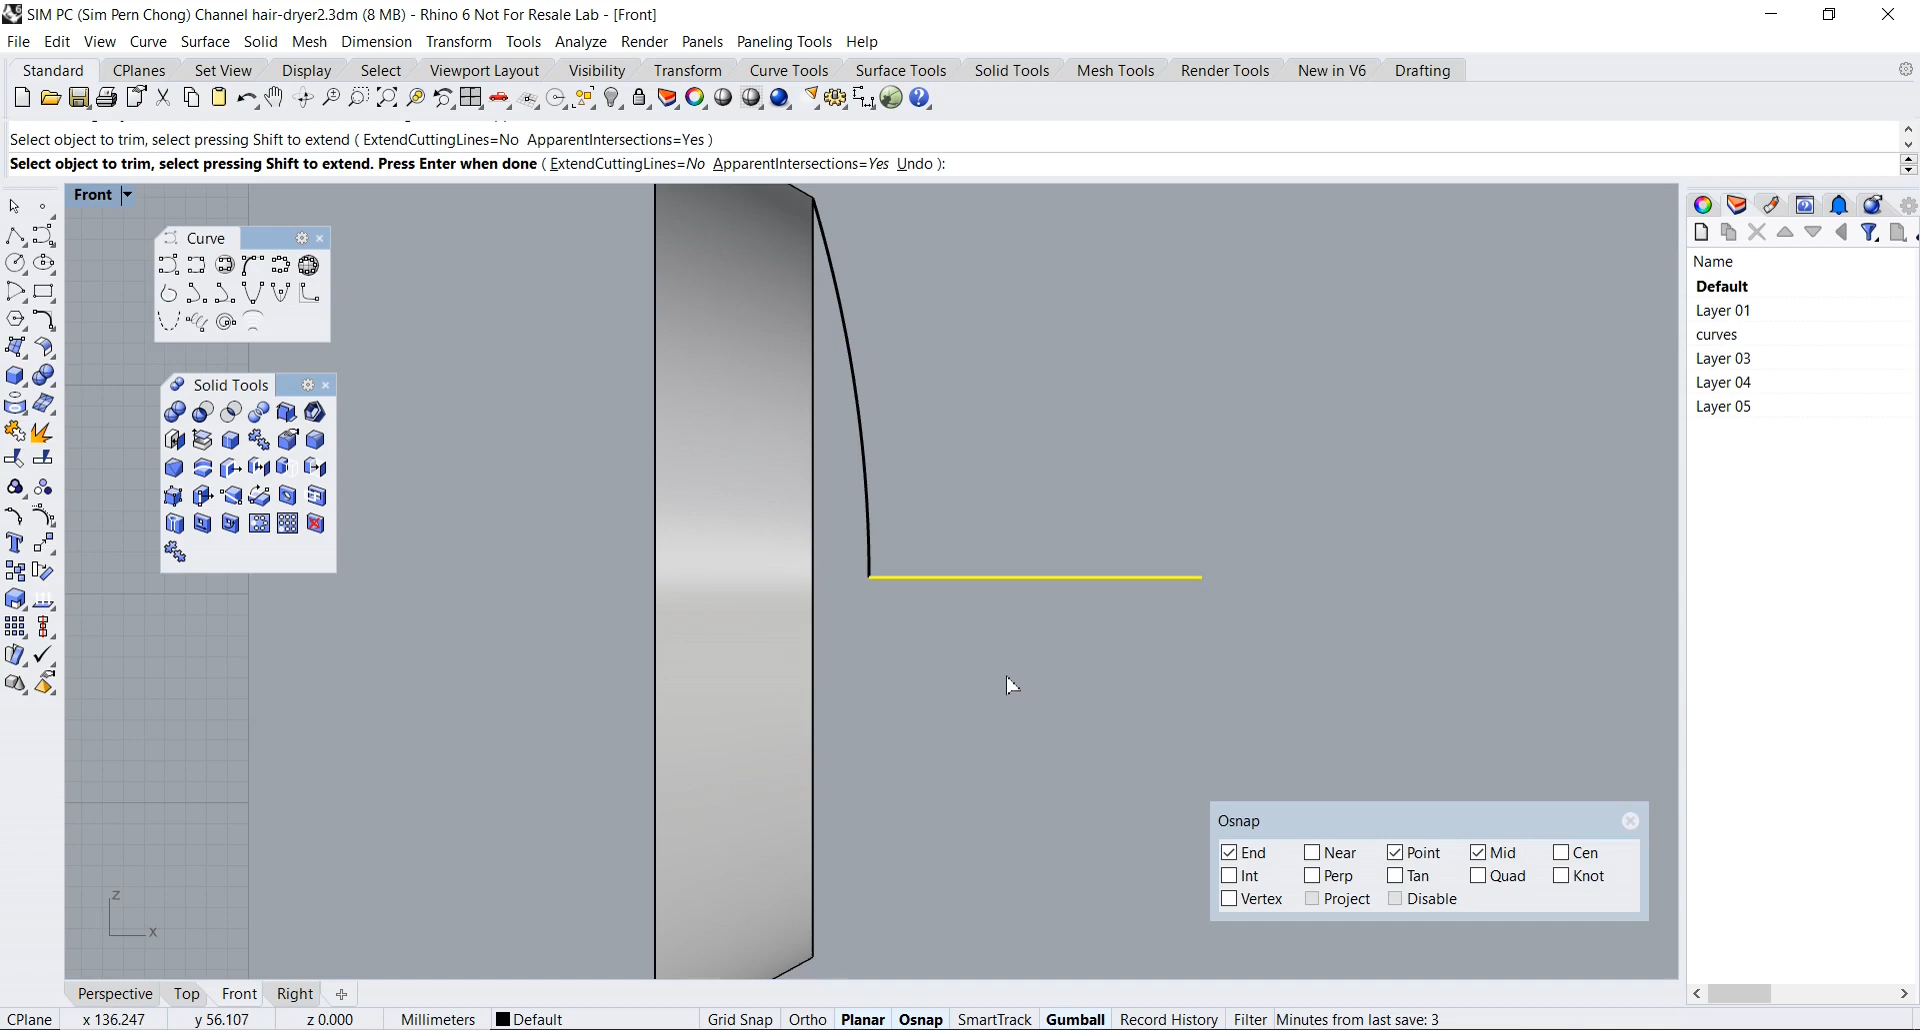 SIM PC (Sim Pern Chong) Channel hair-dryer2.3dm (8 MB) - Rhino 6 Not For Resale Lab - [Front]
File Edit View Curve Surface Solid Mesh Dimension Transform Tools Analyze Render Panels Paneling Tools Help
Standard CPlanes Set View Display Select Viewport Layout Visibility Transform Curve Tools Surface Tools Solid Tools Mesh Tools Render Tools New in V6 Drafting
Select object to trim, select pressing Shift to extend ( ExtendCuttingLines=No ApparentIntersections=Yes )
Select object to trim, select pressing Shift to extend. Press Enter when done ( ExtendCuttingLines=No ApparentIntersections=Yes Undo ):
Front
Curve
Solid Tools
Name
Default
Layer 01
curves
Layer 03
Layer 04
Layer 05
Osnap
End Near Point Mid Cen
Int Perp Tan Quad Knot
Vertex Project Disable
z
x
Perspective Top Front Right
CPlane x 136.247 y 56.107 z 0.000 Millimeters Default Grid Snap Ortho Planar Osnap SmartTrack Gumball Record History Filter Minutes from last save: 3